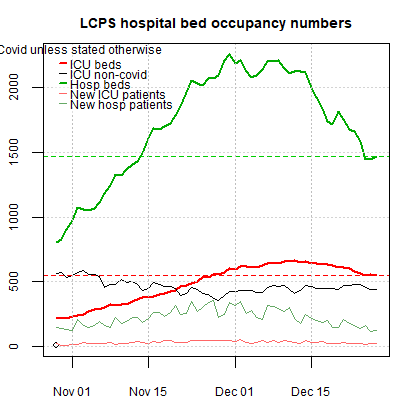 LCPS hospital bed occupancy numbers
Covid unless stated otherwise
ICU beds
ICU non-covid
Hosp beds
New ICU patients
New hosp patients
2000
1500
1000
500
0
Nov 01 Nov 15 Dec 01 Dec 15